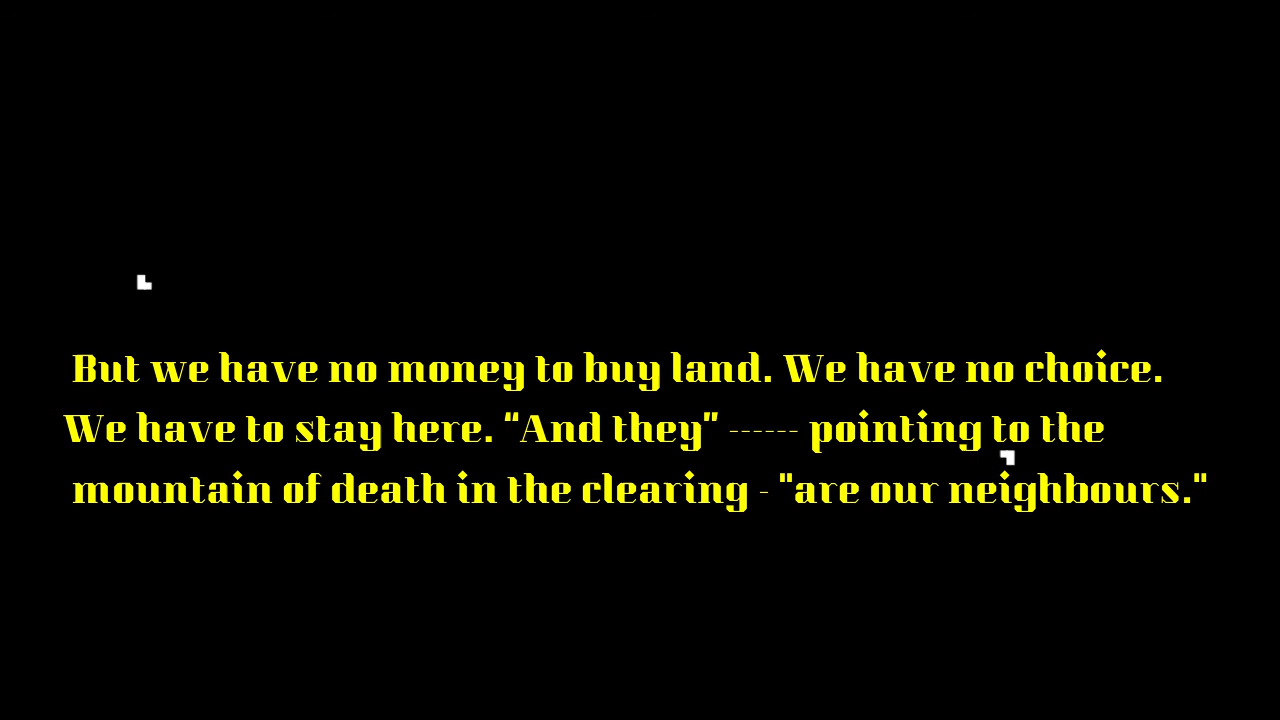 But we have no money to buy land. We have no choice.
We have to stay here. “And they” ------ pointing to the
mountain of death in the clearing - "are our neighbours."